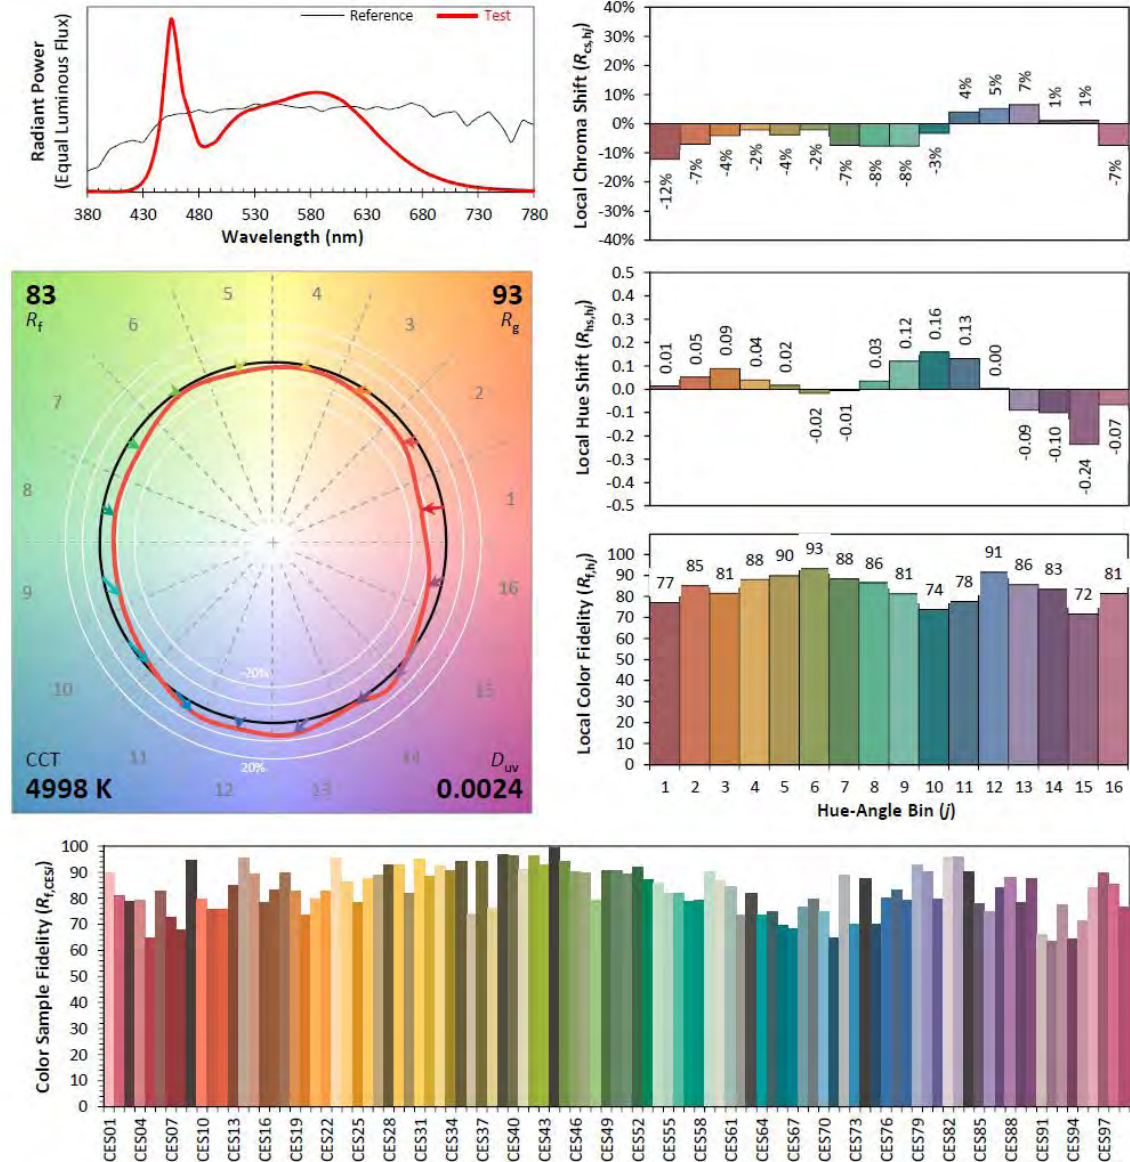 Radiant Power
(Equal Luminous Flux)
Reference
Test
380 430 480 530 580 630 680 730 780
Wavelength (nm)
Local Chroma Shift (Rcs,hj)
40%
30%
20%
10%
0%
-10%
-20%
-30%
-40%
-12% -7% -4% -2% -4% -2% -7% -8% -8% -3% 4% 5% 7% 1% 1% -7%
83
Rf
93
Rg
5 4
6 3
7 2
8 1
9 16
10 15
11 14
12 13
-20%
20%
CCT
4998 K
Duv
0.0024
Local Hue Shift (Rhs,hj)
0.5
0.4
0.3
0.2
0.1
0.0
-0.1
-0.2
-0.3
-0.4
-0.5
0.01 0.05 0.09 0.04 0.02 -0.02 -0.01 0.03 0.12 0.16 0.13 0.00 -0.09 -0.10 -0.24 -0.07
Local Color Fidelity (Rf,hj)
100
90
80
70
60
50
40
30
20
10
0
77 85 81 88 90 93 88 86 81 74 78 91 86 83 72 81
1 2 3 4 5 6 7 8 9 10 11 12 13 14 15 16
Hue-Angle Bin (j)
Color Sample Fidelity (Rf,CESi)
100
90
80
70
60
50
40
30
20
10
0
CES01 CES04 CES07 CES10 CES13 CES16 CES19 CES22 CES25 CES28 CES31 CES34 CES37 CES40 CES43 CES46 CES49 CES52 CES55 CES58 CES61 CES64 CES67 CES70 CES73 CES76 CES79 CES82 CES85 CES88 CES91 CES94 CES97